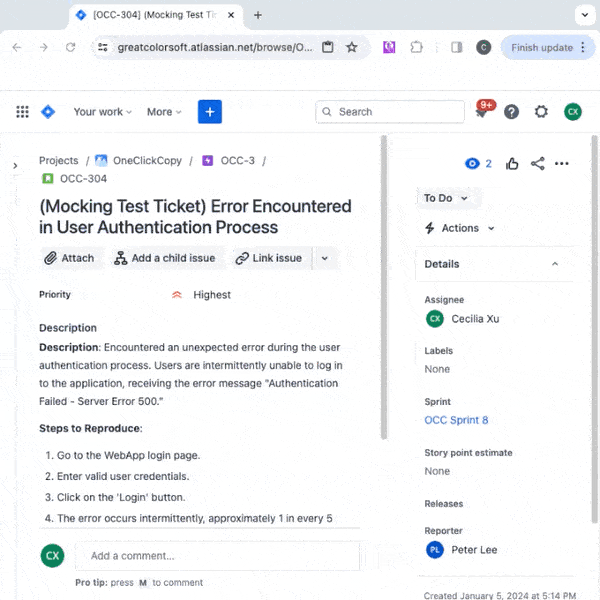 [OCC-304] (Mocking Test Tic
greatcolorsoft.atlassian.net/browse/O...
C
Finish update
Your work
More
+
Search
9+
CX
Projects / OneClickCopy / OCC-3 /
OCC-304
(Mocking Test Ticket) Error Encountered
in User Authentication Process
Attach
Add a child issue
Link issue
Priority
Highest
Description
Description: Encountered an unexpected error during the user
authentication process. Users are intermittently unable to log in
to the application, receiving the error message "Authentication
Failed - Server Error 500."
Steps to Reproduce:
1. Go to the WebApp login page.
2. Enter valid user credentials.
3. Click on the 'Login' button.
4. The error occurs intermittently, approximately 1 in every 5
CX
Add a comment...
Pro tip: press M to comment
2
To Do
Actions
Details
Assignee
CX Cecilia Xu
Labels
None
Sprint
OCC Sprint 8
Story point estimate
None
Releases
Reporter
PL Peter Lee
Created January 5, 2024 at 5:14 PM